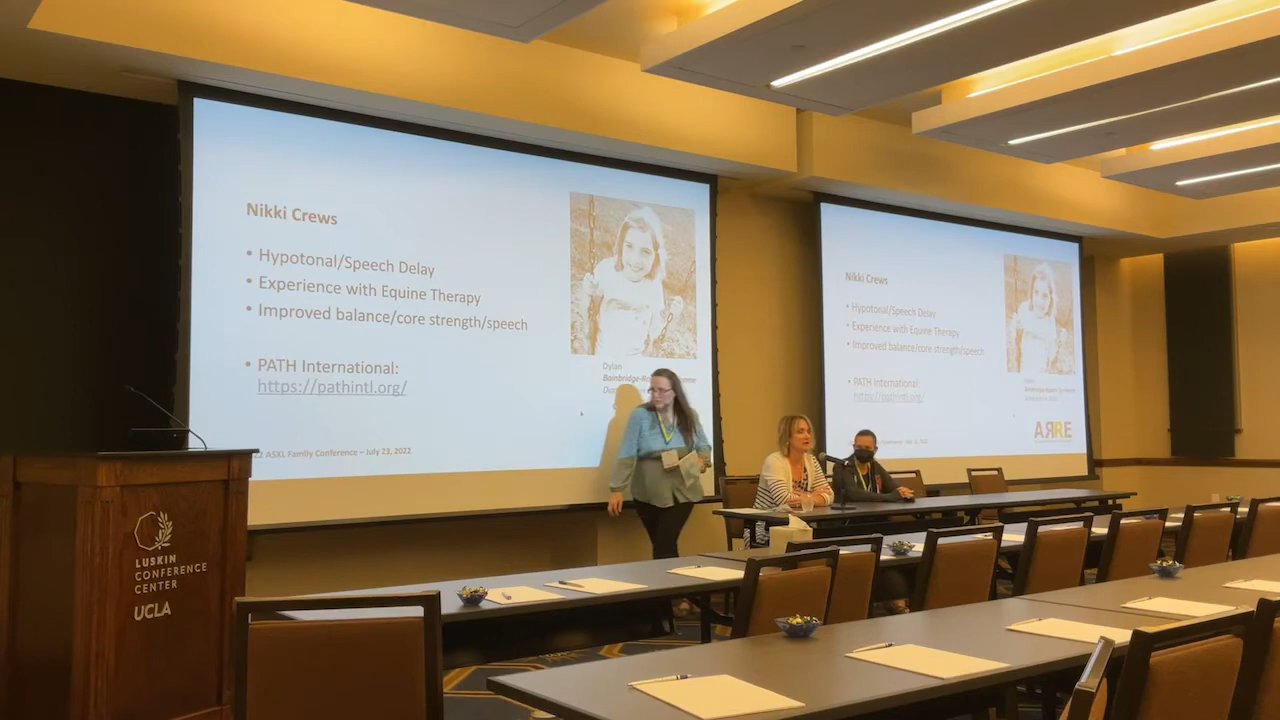 Nikki Crews
• Hypotonal/Speech Delay
• Experience with Equine Therapy
• Improved balance/core strength/speech
• PATH International:
https://pathintl.org/
Dylan
ASXL Family Conference – July 23, 2022
Nikki Crews
• Hypotonal/Speech Delay
• Experience with Equine Therapy
• Improved balance/core strength/speech
• PATH International:
https://pathintl.org/
ARRE
LUSKIN
CONFERENCE
CENTER
UCLA